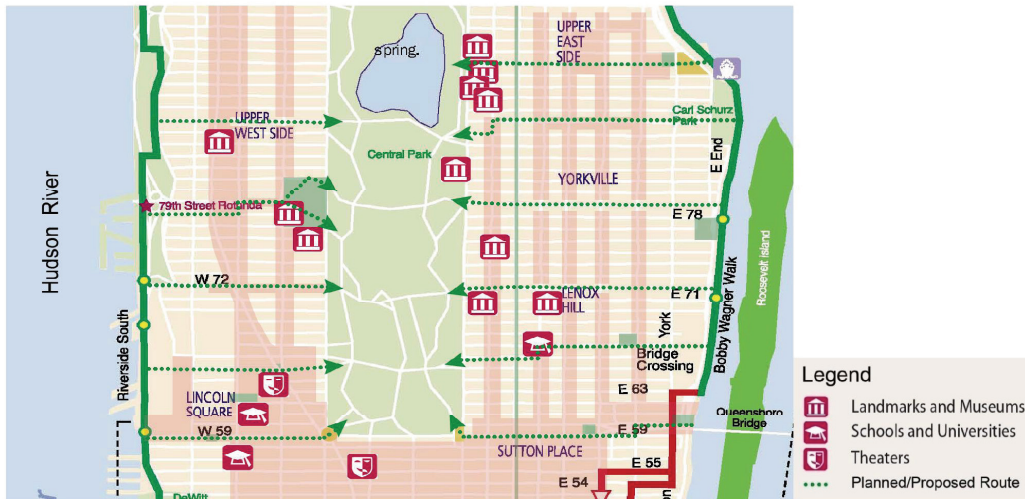 spring.
UPPER
EAST
SIDE
Carl Schurz
Park
UPPER
WEST SIDE
Central Park
E End
YORKVILLE
79th Street Rotunda
E 78
Hudson River
Roosevelt Island
W 72
E 71
LENOX
HILL
York
Bobby Wagner Walk
Riverside South
Bridge
Crossing
E 63
LINCOLN
SQUARE
W 59
E 59
Queensboro
Bridge
SUTTON PLACE
E 55
E 54
DeWitt
Legend
Landmarks and Museums
Schools and Universities
Theaters
Planned/Proposed Route